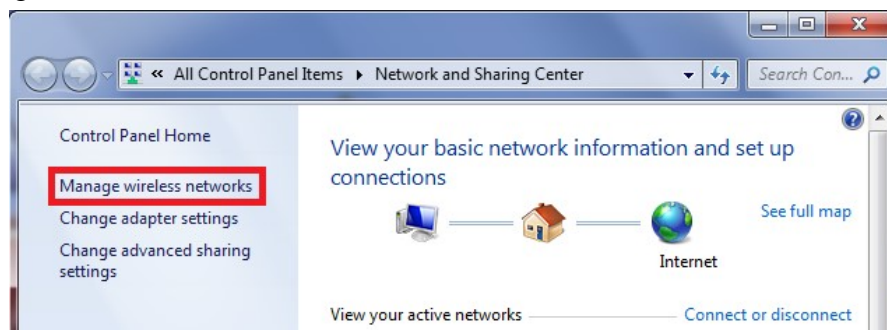 « All Control Panel Items ▸ Network and Sharing Center
Search Con...
Control Panel Home
Manage wireless networks
Change adapter settings
Change advanced sharing
settings
View your basic network information and set up
connections
See full map
Internet
View your active networks
Connect or disconnect